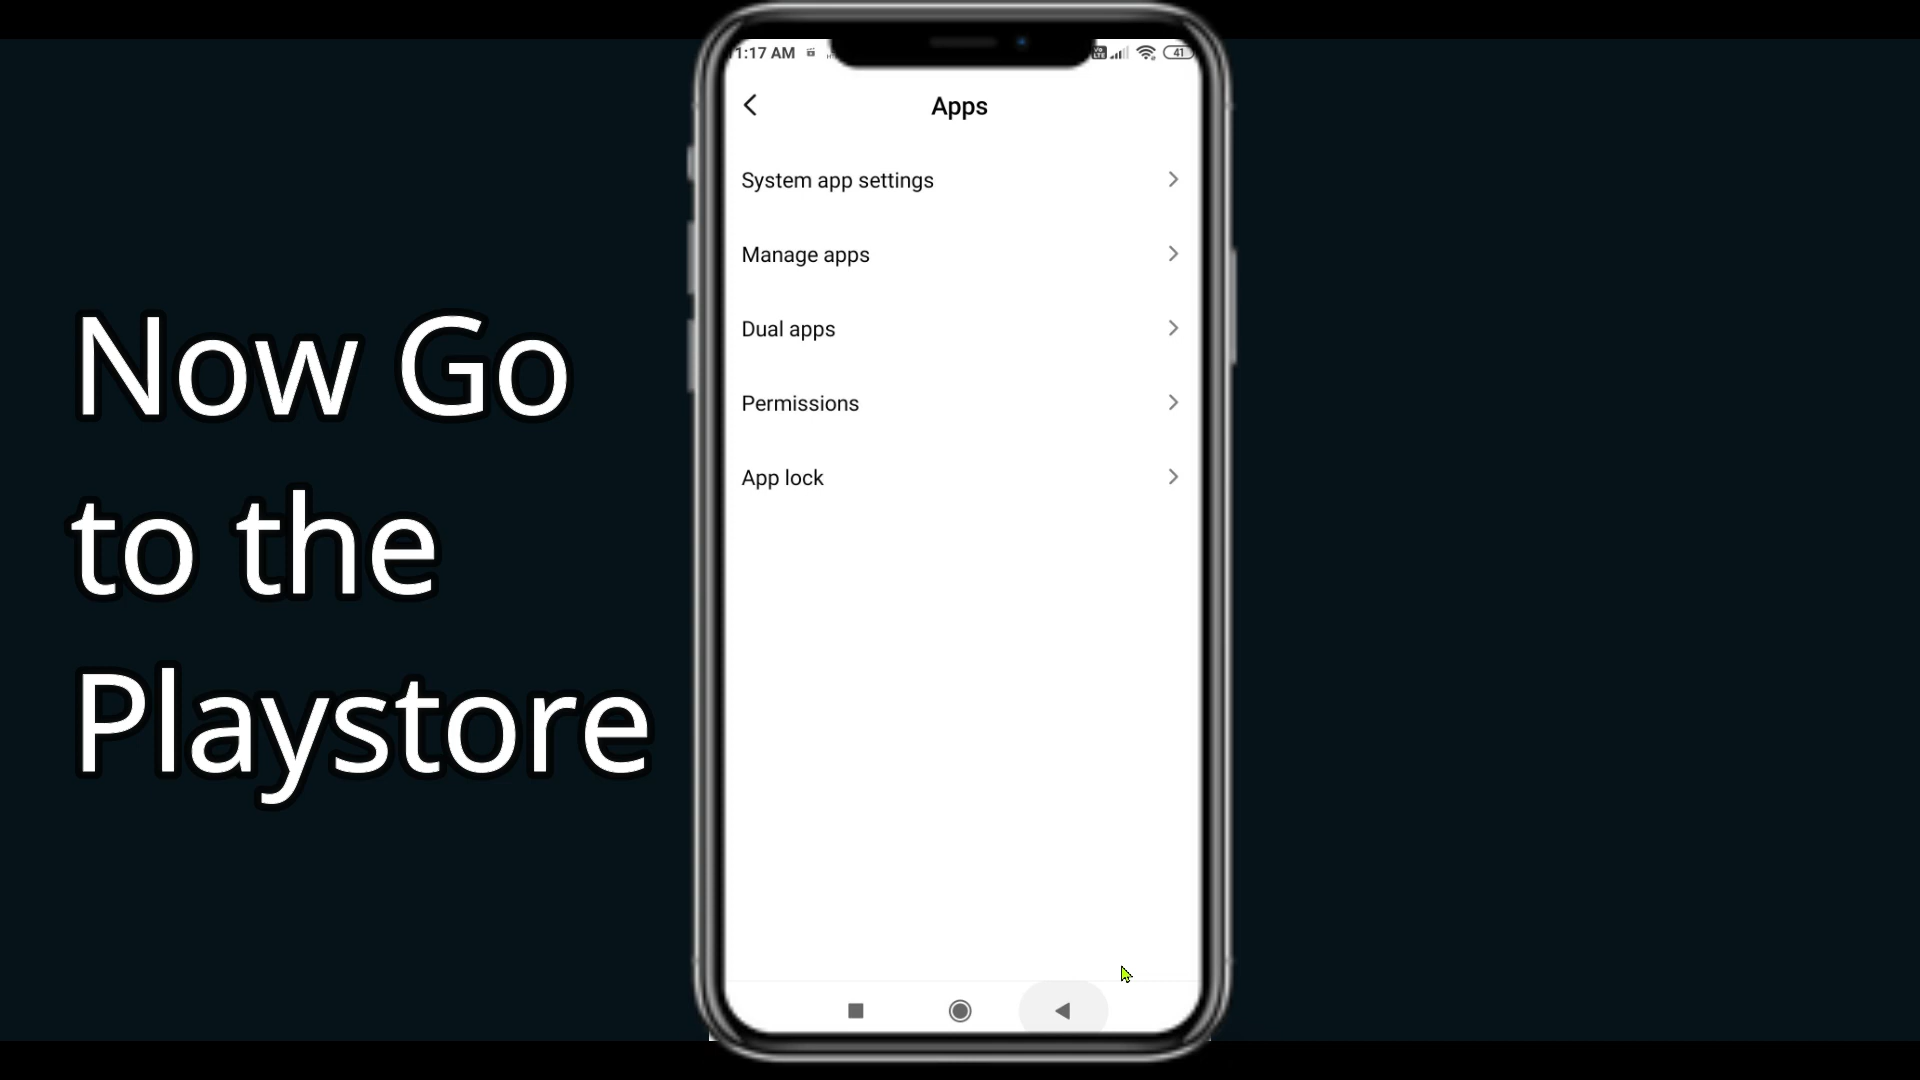 1:17 AM
41
Apps
System app settings
Manage apps
Dual apps
Permissions
App lock
Now Go
to the
Playstore